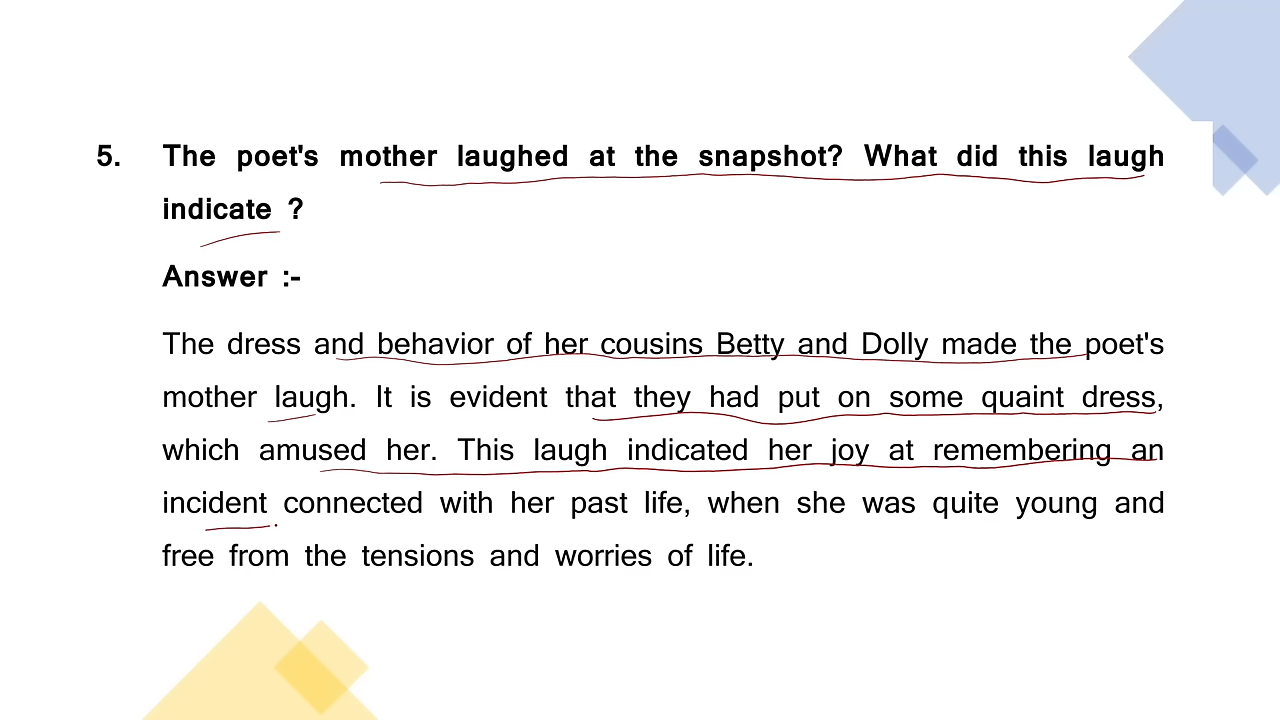 5. The poet's mother laughed at the snapshot? What did this laugh
indicate ?
Answer :-
The dress and behavior of her cousins Betty and Dolly made the poet's
mother laugh. It is evident that they had put on some quaint dress,
which amused her. This laugh indicated her joy at remembering an
incident connected with her past life, when she was quite young and
free from the tensions and worries of life.